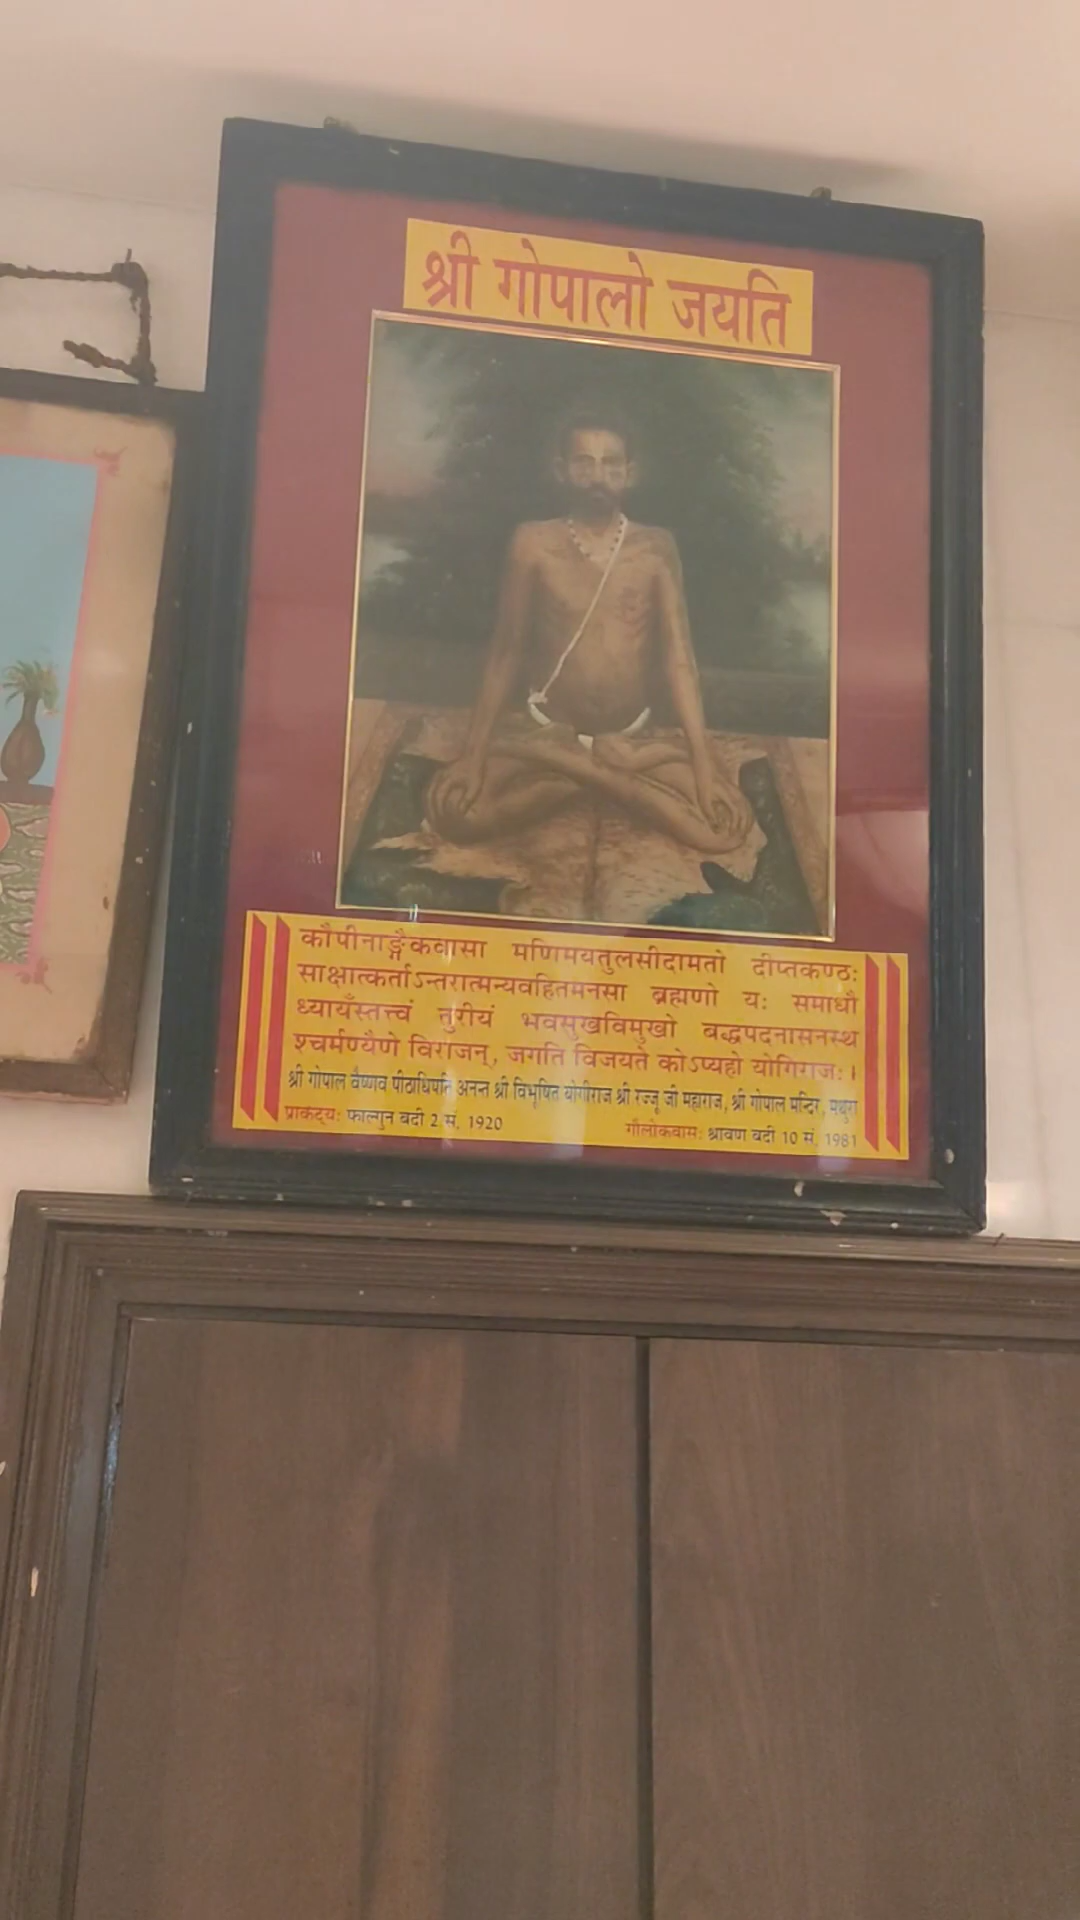 श्री गोपालो जयति
कौपीनाङ्गैकवासा मणिमयतुलसीदामतो दीप्तकण्ठः
साक्षात्कर्ताऽन्तरात्मन्यवहितमनसा ब्रह्मणो यः समाधौ
ध्यायँस्तत्त्वं तुरीयं भवसुखविमुखो बद्धपदनासनस्थ
श्चर्मण्यैणे विराजन्, जगति विजयते कोऽप्यहो योगिराजः।
श्री गोपाल वैष्णव पीठाधिपति अनन्त श्री विभूषित योगीराज श्री रज्जू जी महाराज, श्री गोपाल मन्दिर, मथुरा
प्राकट्यः फाल्गुन बदी 2 सं. 1920 गौलोकवासः श्रावण बदी 10 सं. 1981